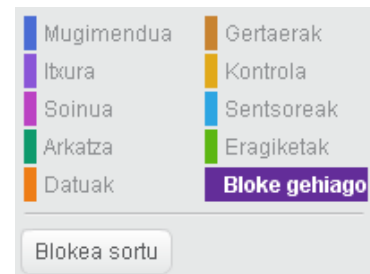 Mugimendua Gertaerak
Itxura Kontrola
Soinua Sentsoreak
Arkatza Eragiketak
Datuak Bloke gehiago
Blokea sortu